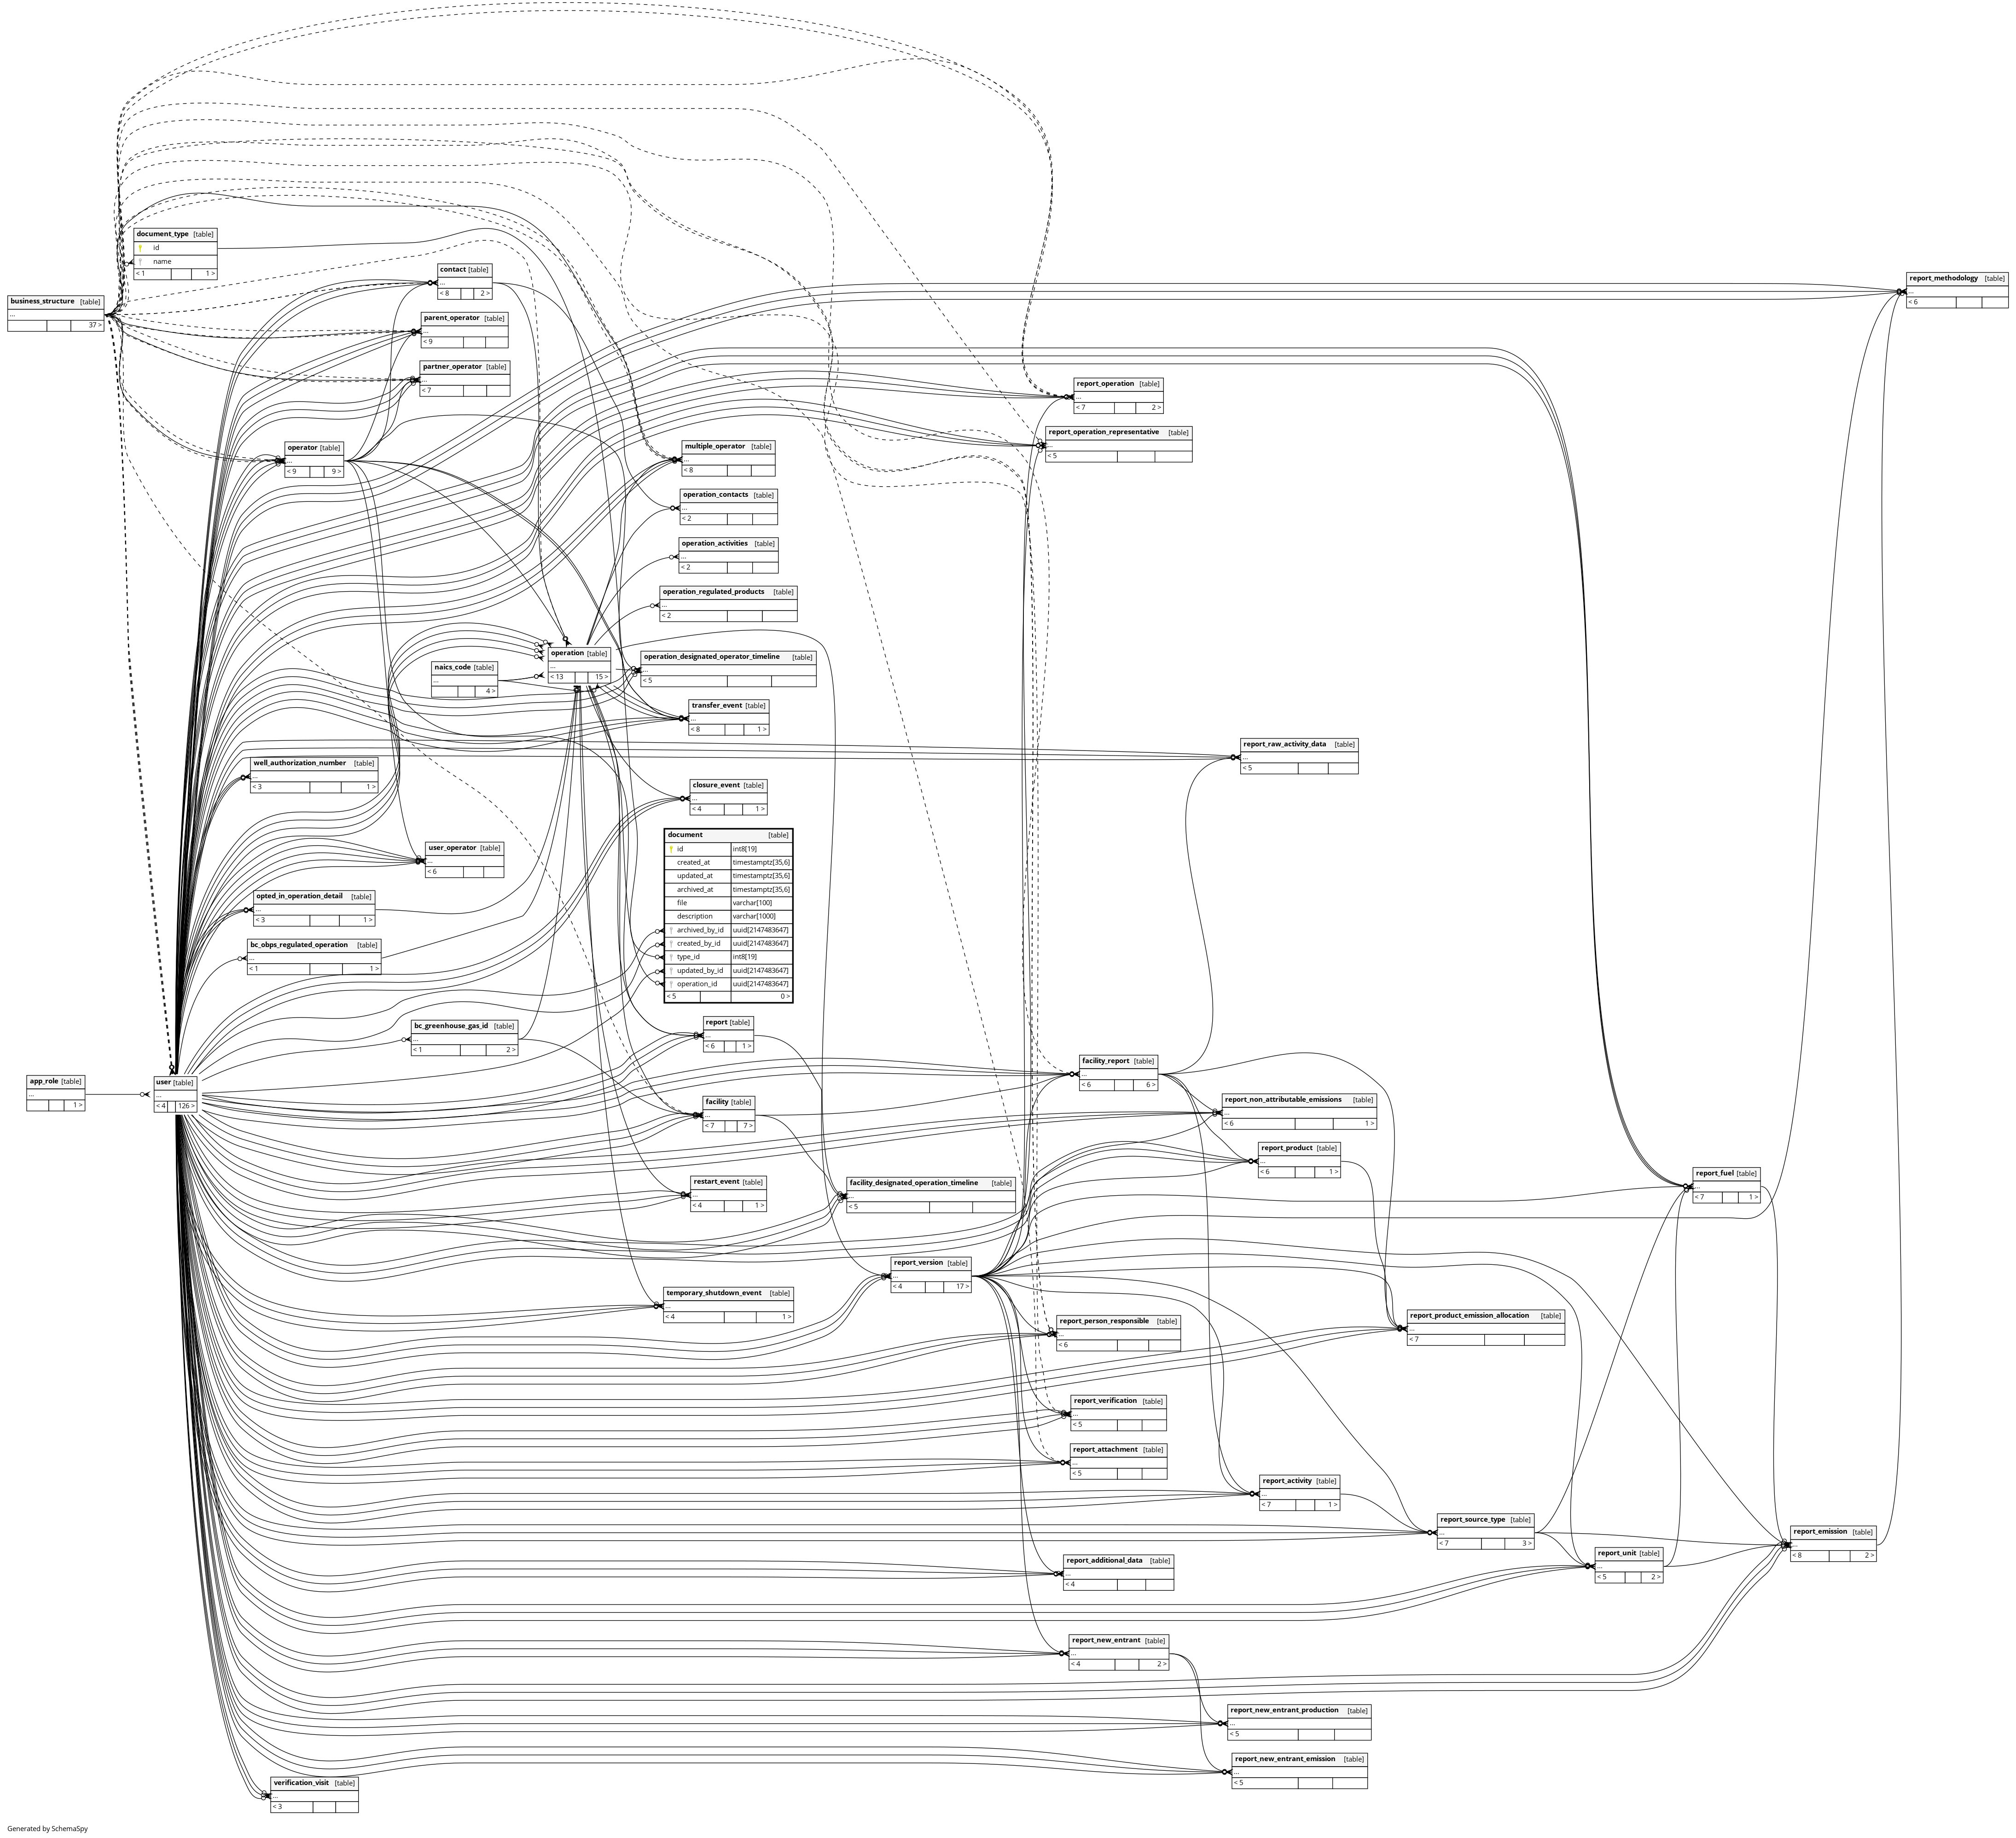 document_type [table]
id
name
< 1 1 >
business_structure [table]
...
37 >
contact [table]
...
< 8 2 >
parent_operator [table]
...
< 9
partner_operator [table]
...
< 7
operator [table]
...
< 9 9 >
multiple_operator [table]
...
< 8
operation_contacts [table]
...
< 2
operation_activities [table]
...
< 2
operation_regulated_products [table]
...
< 2
operation [table]
...
< 13 15 >
naics_code [table]
...
4 >
operation_designated_operator_timeline [table]
...
< 5
transfer_event [table]
...
< 8 1 >
well_authorization_number [table]
...
< 3 1 >
closure_event [table]
...
< 4 1 >
document [table]
id int8[19]
created_at timestamptz[35,6]
updated_at timestamptz[35,6]
archived_at timestamptz[35,6]
file varchar[100]
description varchar[1000]
archived_by_id uuid[2147483647]
created_by_id uuid[2147483647]
type_id int8[19]
updated_by_id uuid[2147483647]
operation_id uuid[2147483647]
< 5 0 >
user_operator [table]
...
< 6
opted_in_operation_detail [table]
...
< 3 1 >
bc_obps_regulated_operation [table]
...
< 1 1 >
bc_greenhouse_gas_id [table]
...
< 1 2 >
app_role [table]
...
1 >
user [table]
...
< 4 126 >
report [table]
...
< 6 1 >
facility [table]
...
< 7 7 >
restart_event [table]
...
< 4 1 >
facility_designated_operation_timeline [table]
...
< 5
temporary_shutdown_event [table]
...
< 4 1 >
report_version [table]
...
< 4 17 >
report_methodology [table]
...
< 6
report_operation [table]
...
< 7 2 >
report_operation_representative [table]
...
< 5
report_raw_activity_data [table]
...
< 5
facility_report [table]
...
< 6 6 >
report_non_attributable_emissions [table]
...
< 6 1 >
report_product [table]
...
< 6 1 >
report_fuel [table]
...
< 7 1 >
report_person_responsible [table]
...
< 6
report_product_emission_allocation [table]
...
< 7
report_verification [table]
...
< 5
report_attachment [table]
...
< 5
report_activity [table]
...
< 7 1 >
report_source_type [table]
...
< 7 3 >
report_emission [table]
...
< 8 2 >
report_unit [table]
...
< 5 2 >
report_additional_data [table]
...
< 4
report_new_entrant [table]
...
< 4 2 >
report_new_entrant_production [table]
...
< 5
report_new_entrant_emission [table]
...
< 5
verification_visit [table]
...
< 3
Generated by SchemaSpy